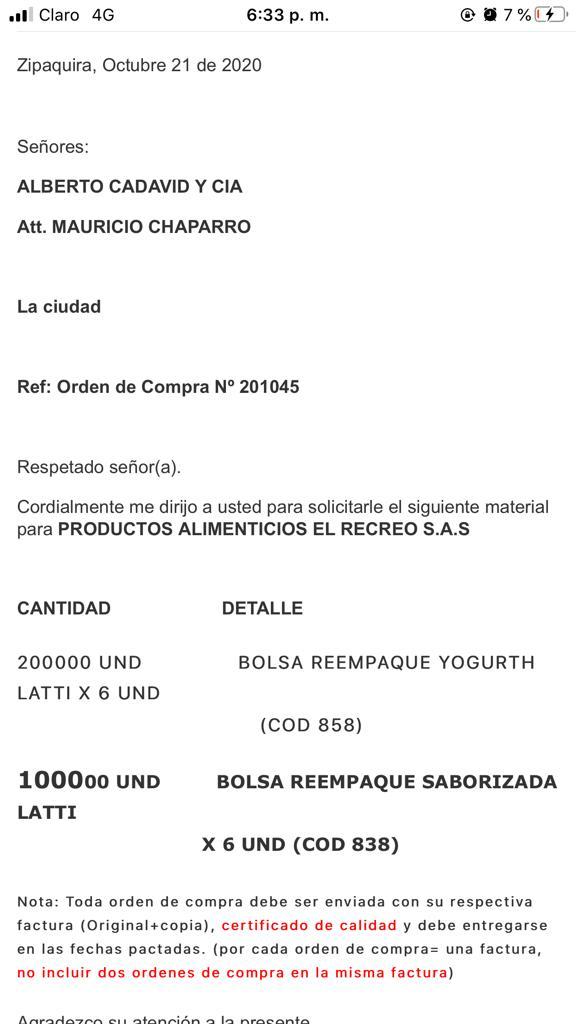 Claro 4G 6:33 p. m. 7 %
Zipaquira, Octubre 21 de 2020
Señores:
ALBERTO CADAVID Y CIA
Att. MAURICIO CHAPARRO
La ciudad
Ref: Orden de Compra Nº 201045
Respetado señor(a).
Cordialmente me dirijo a usted para solicitarle el siguiente material
para PRODUCTOS ALIMENTICIOS EL RECREO S.A.S
CANTIDAD DETALLE
200000 UND BOLSA REEMPAQUE YOGURTH
LATTI X 6 UND
(COD 858)
100000 UND BOLSA REEMPAQUE SABORIZADA
LATTI
X 6 UND (COD 838)
Nota: Toda orden de compra debe ser enviada con su respectiva
factura (Original+copia), certificado de calidad y debe entregarse
en las fechas pactadas. (por cada orden de compra= una factura,
no incluir dos ordenes de compra en la misma factura)
Agradezco su atención a la presente